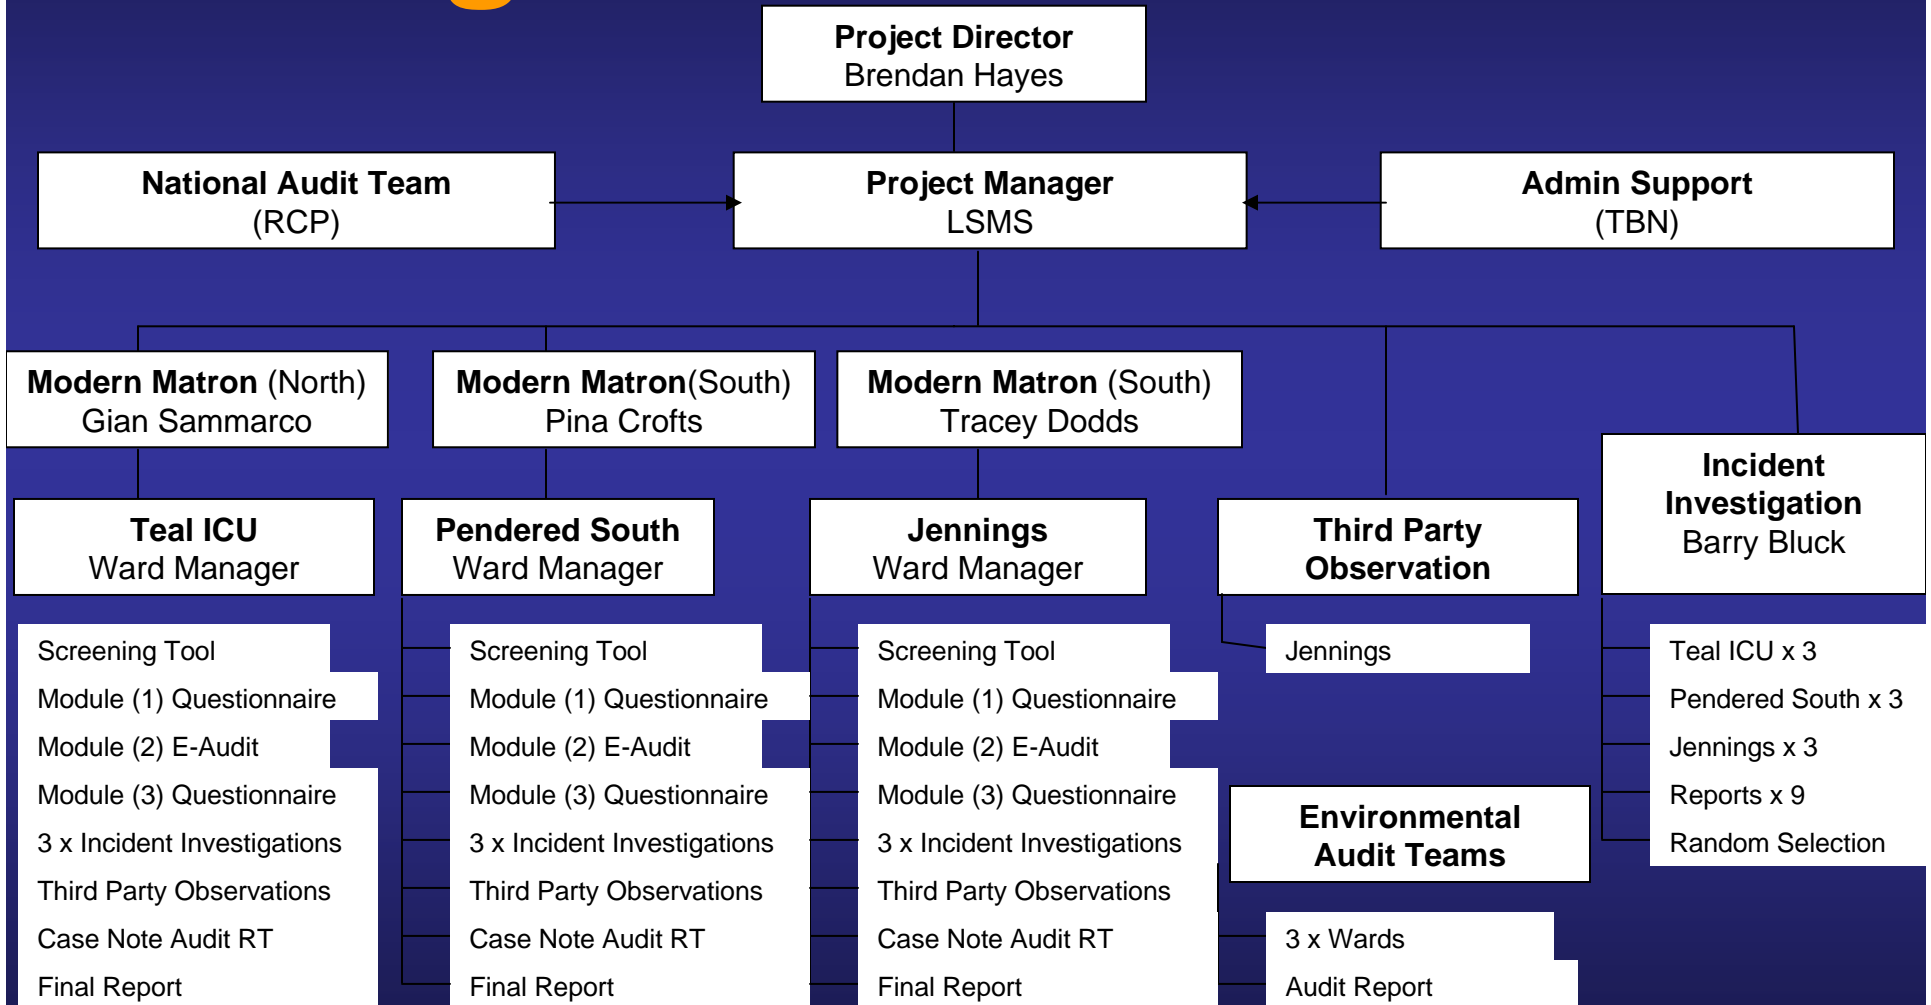 Project Director
Brendan Hayes
National Audit Team
(RCP)
Project Manager
LSMS
Admin Support
(TBN)
Modern Matron (North)
Gian Sammarco
Modern Matron(South)
Pina Crofts
Modern Matron (South)
Tracey Dodds
Teal ICU
Ward Manager
Screening Tool
Module (1) Questionnaire
Module (2) E-Audit
Module (3) Questionnaire
3 x Incident Investigations
Third Party Observations
Case Note Audit RT
Final Report
Pendered South
Ward Manager
Screening Tool
Module (1) Questionnaire
Module (2) E-Audit
Module (3) Questionnaire
3 x Incident Investigations
Third Party Observations
Case Note Audit RT
Final Report
Jennings
Ward Manager
Screening Tool
Module (1) Questionnaire
Module (2) E-Audit
Module (3) Questionnaire
3 x Incident Investigations
Third Party Observations
Case Note Audit RT
Final Report
Third Party
Observation
Jennings
Environmental
Audit Teams
3 x Wards
Audit Report
Incident
Investigation
Barry Bluck
Teal ICU x 3
Pendered South x 3
Jennings x 3
Reports x 9
Random Selection